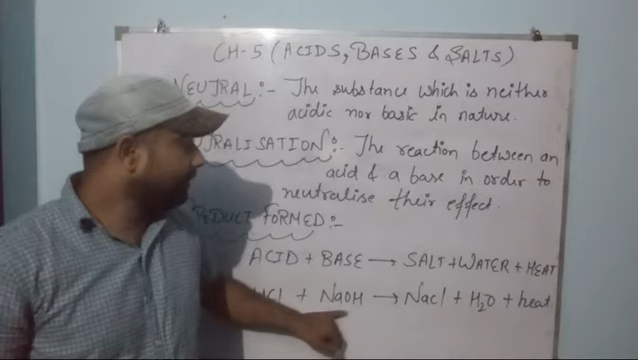 CH-5 (ACIDS, BASES & SALTS)
NEUTRAL:- The substance which is neither
acidic nor basic in nature.
UTRALISATION:- The reaction between an
acid & a base in order to
neutralise their effect.
PRODUCT FORMED:-
ACID + BASE → SALT + WATER + HEAT
HCl + NaOH → Nacl + H₂O + heat